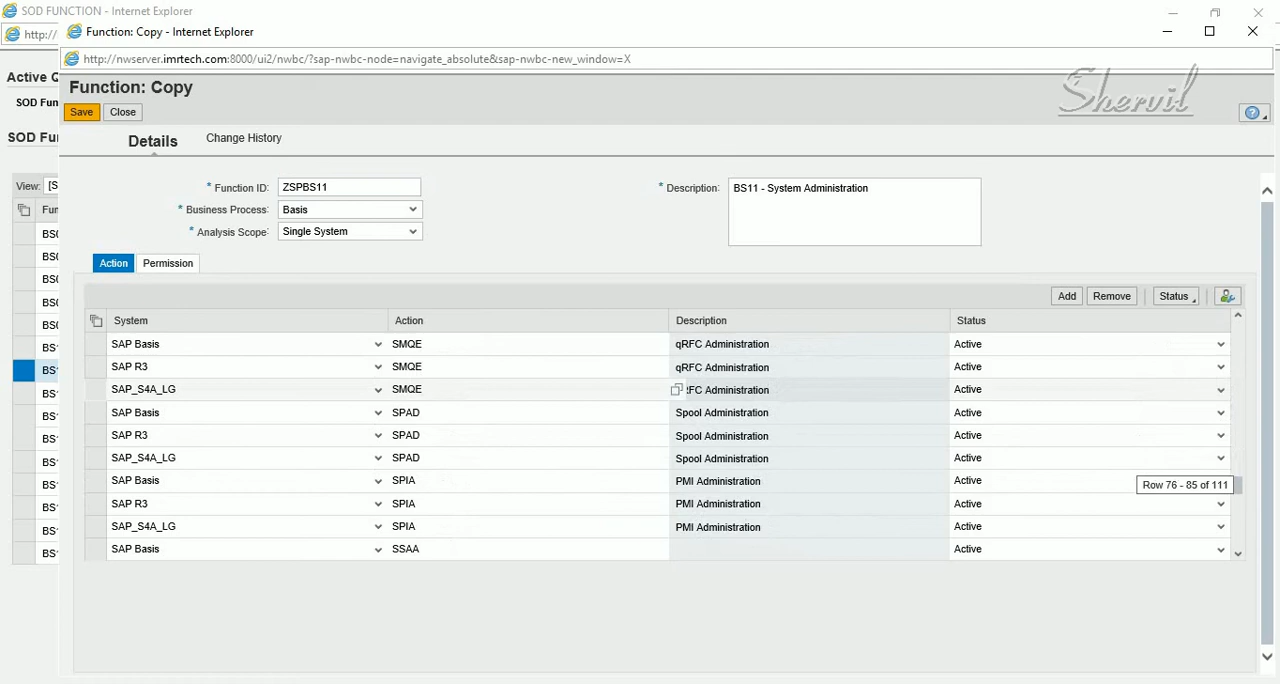 SOD FUNCTION - Internet Explorer
http://
Function: Copy - Internet Explorer
http://nwserver.imrtech.com:8000/ui2/nwbc/?sap-nwbc-node=navigate_absolute&sap-nwbc-new_window=X
Active Q
SOD Fun
SOD Fu
View: [S
Fun
BS0
BS0
BS0
BS0
BS0
BS1
BS1
BS1
BS1
BS1
BS1
BS1
BS1
BS1
BS1
Function: Copy
Shervil
Save Close
Details Change History
* Function ID: ZSPBS11
* Description: BS11 - System Administration
* Business Process: Basis
* Analysis Scope: Single System
Action Permission
Add Remove Status
System Action Description Status
SAP Basis SMQE qRFC Administration Active
SAP R3 SMQE qRFC Administration Active
SAP_S4A_LG SMQE RFC Administration Active
SAP Basis SPAD Spool Administration Active
SAP R3 SPAD Spool Administration Active
SAP_S4A_LG SPAD Spool Administration Active
SAP Basis SPIA PMI Administration Active
Row 76 - 85 of 111
SAP R3 SPIA PMI Administration Active
SAP_S4A_LG SPIA PMI Administration Active
SAP Basis SSAA Active